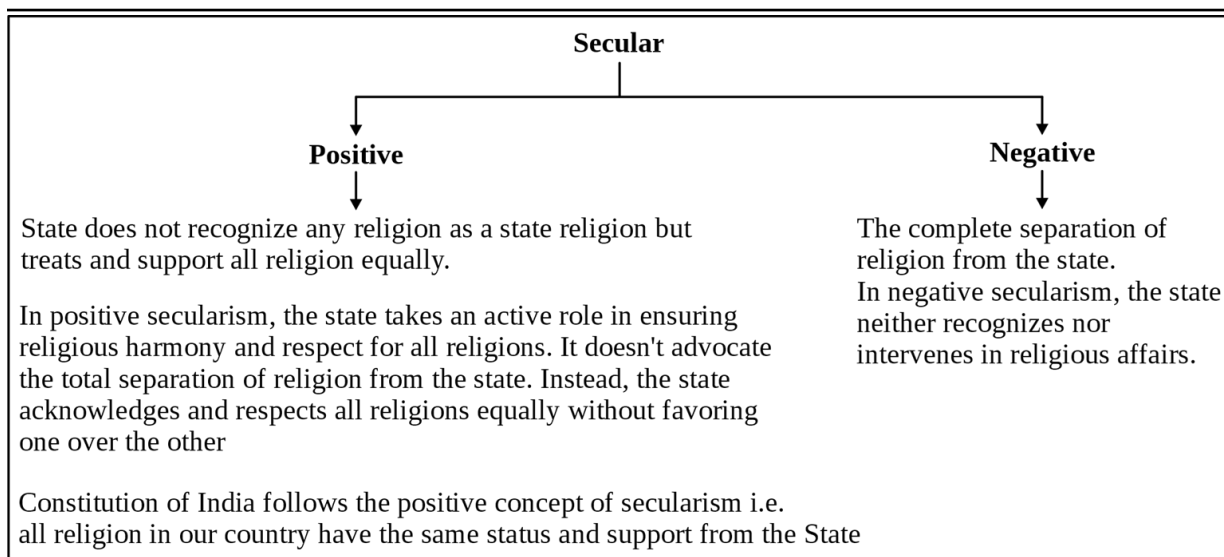 Secular
Positive
State does not recognize any religion as a state religion but
treats and support all religion equally.
In positive secularism, the state takes an active role in ensuring
religious harmony and respect for all religions. It doesn't advocate
the total separation of religion from the state. Instead, the state
acknowledges and respects all religions equally without favoring
one over the other
Constitution of India follows the positive concept of secularism i.e.
all religion in our country have the same status and support from the State
Negative
The complete separation of
religion from the state.
In negative secularism, the state
neither recognizes nor
intervenes in religious affairs.